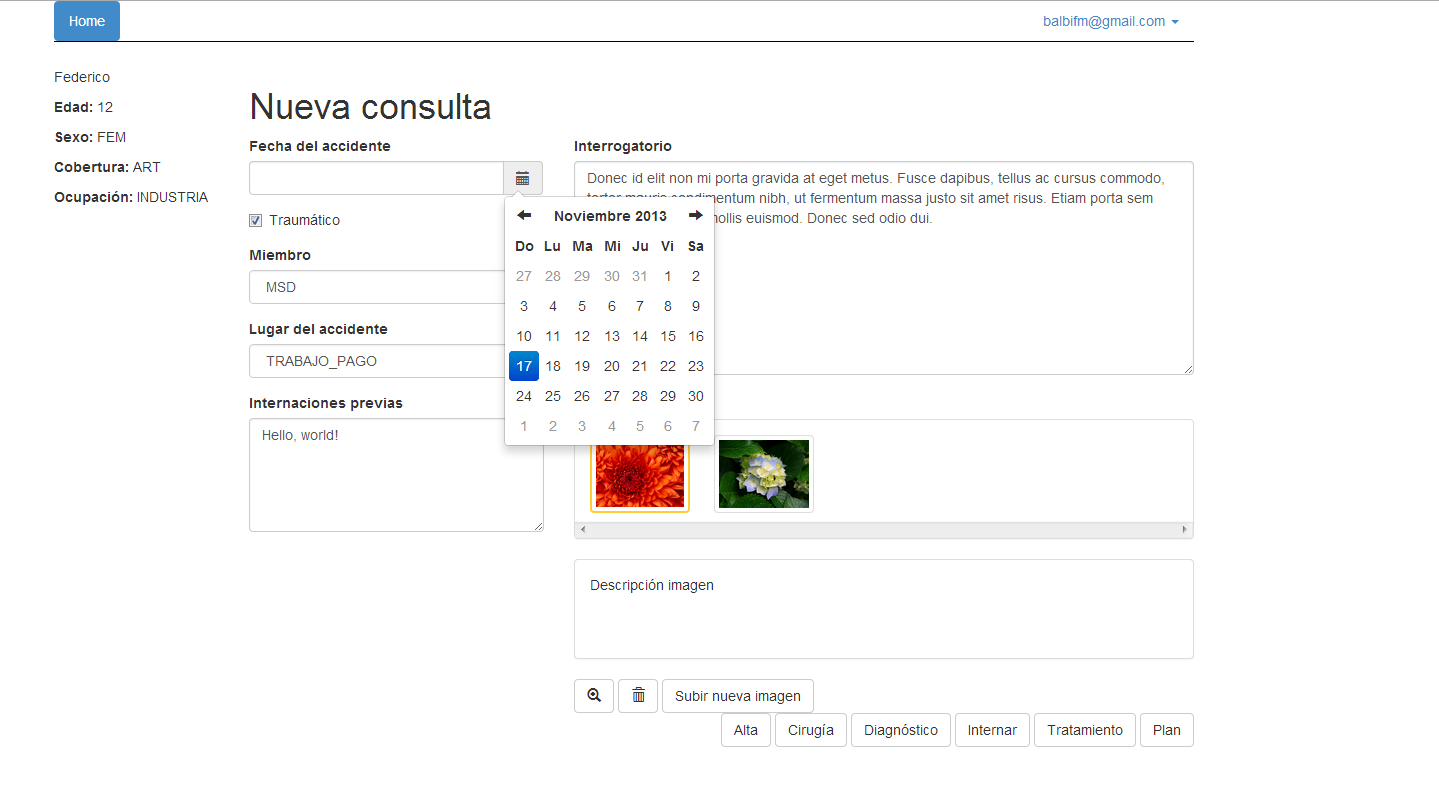 Home
balbifm@gmail.com
Federico
Edad: 12
Sexo: FEM
Cobertura: ART
Ocupación: INDUSTRIA
Nueva consulta
Fecha del accidente
Traumático
Miembro
MSD
Lugar del accidente
TRABAJO_PAGO
Internaciones previas
Hello, world!
Noviembre 2013
Do Lu Ma Mi Ju Vi Sa
27 28 29 30 31 1 2
3 4 5 6 7 8 9
10 11 12 13 14 15 16
17 18 19 20 21 22 23
24 25 26 27 28 29 30
1 2 3 4 5 6 7
Interrogatorio
Donec id elit non mi porta gravida at eget metus. Fusce dapibus, tellus ac cursus commodo,
condimentum nibh, ut fermentum massa justo sit amet risus. Etiam porta sem
mollis euismod. Donec sed odio dui.
Descripción imagen
Subir nueva imagen
Alta Cirugía Diagnóstico Internar Tratamiento Plan